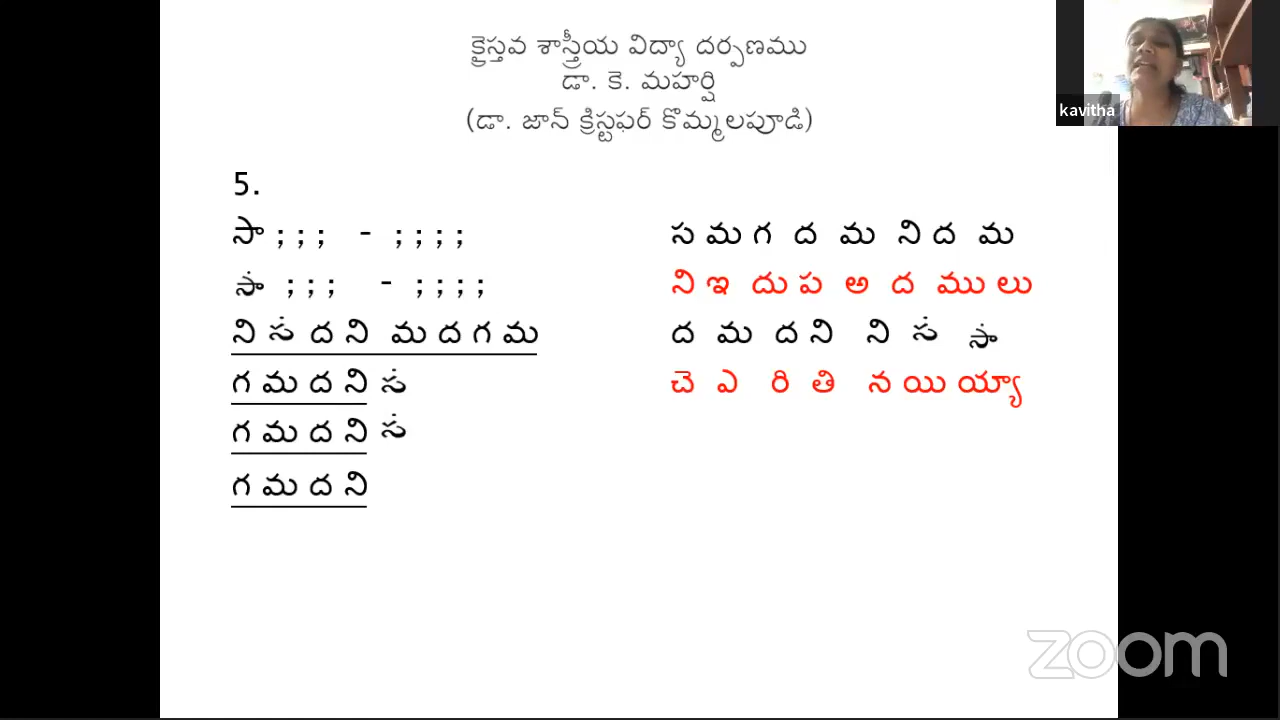 క్రైస్తవ శాస్త్రీయ విద్యా దర్పణము
డా. కె. మహర్షి
(డా. జాన్ క్రిస్టఫర్ కొమ్మలపూడి)
kavitha
5.
సా ; ; ; - ; ; ; ;
సాం ; ; ; - ; ; ; ;
ని సం ద ని మ ద గ మ
గ మ ద ని సం
గ మ ద ని సం
గ మ ద ని
స మ గ ద మ ని ద మ
ని ఇ దు ప అ ద ము లు
ద మ ద ని ని సం సాం
చె ఎ రి తి న యి య్యా
zoom